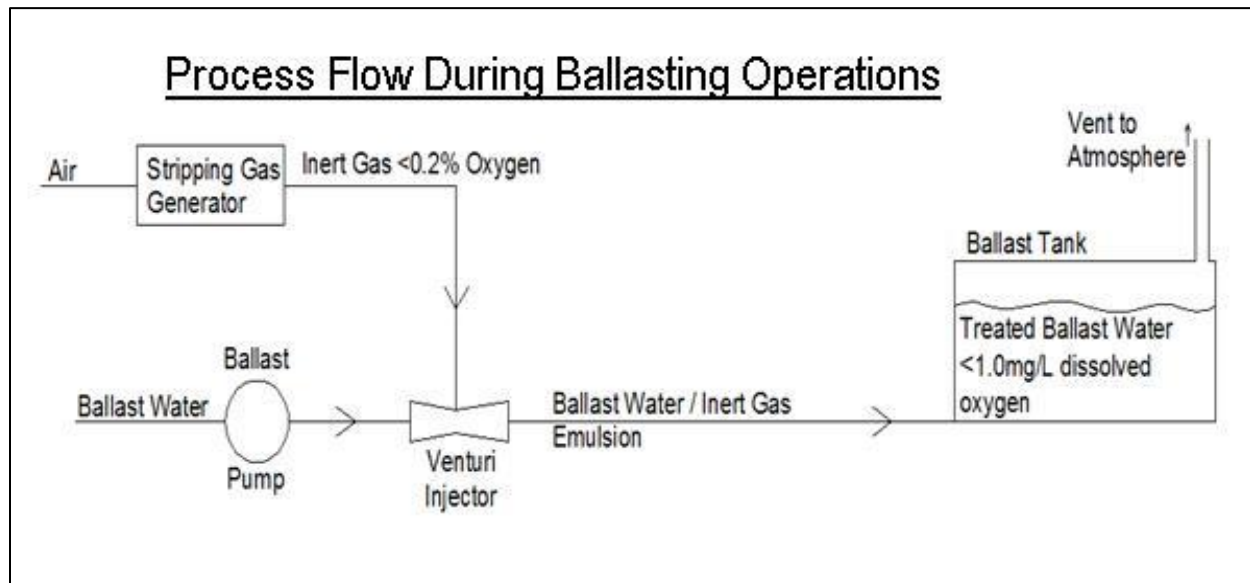 Process Flow During Ballasting Operations
Vent to
Atmosphere
Air
Stripping Gas
Generator
Inert Gas <0.2% Oxygen
Ballast Tank
Treated Ballast Water
<1.0mg/L dissolved
oxygen
Ballast
Ballast Water
Pump
Venturi
Injector
Ballast Water / Inert Gas
Emulsion